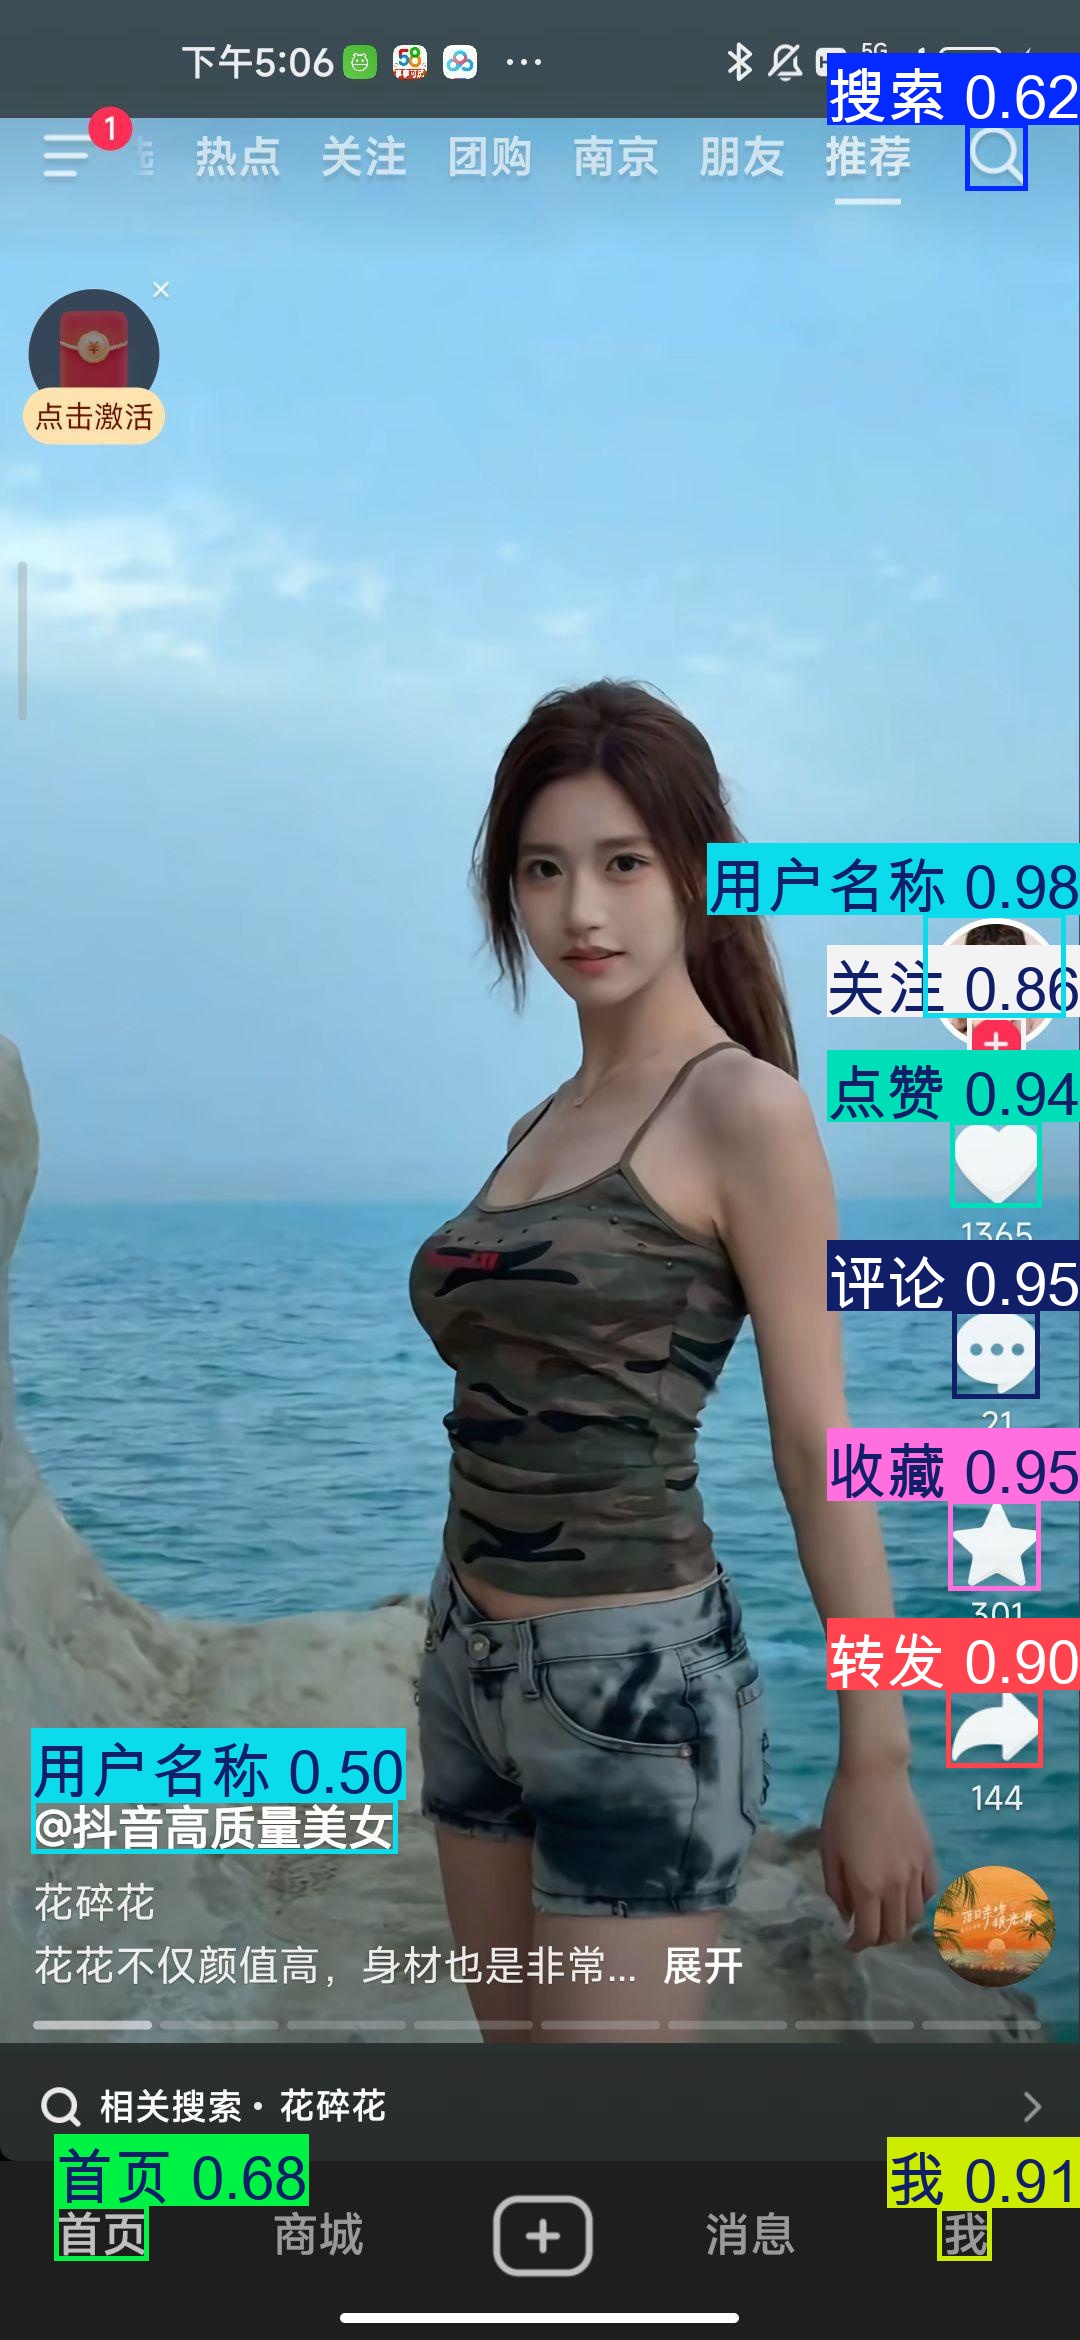 下午5:06
58
5G
搜索 0.62
1
热点 关注 团购 南京 朋友 推荐
点击激活
用户名称 0.98
关注 0.86
点赞 0.94
1365
评论 0.95
21
收藏 0.95
301
转发 0.90
144
用户名称 0.50
@抖音高质量美女
花碎花
花花不仅颜值高，身材也是非常... 展开
相关搜索·花碎花
首页 0.68
我 0.91
首页 商城 消息 我